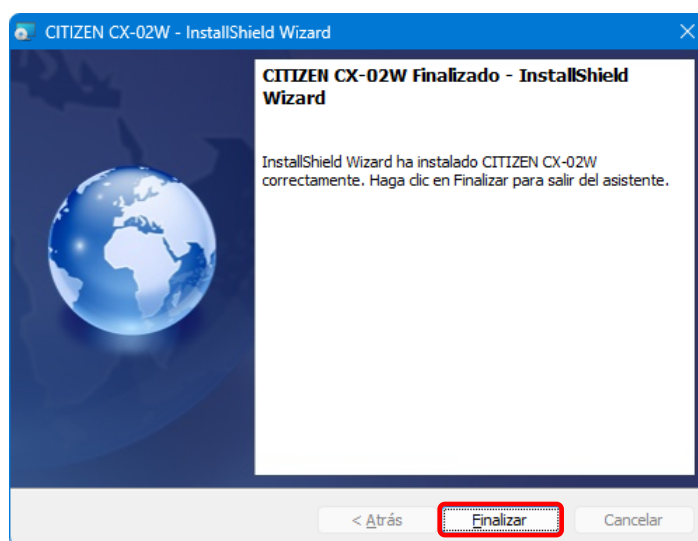 CITIZEN CX-02W - InstallShield Wizard
CITIZEN CX-02W Finalizado - InstallShield
Wizard
InstallShield Wizard ha instalado CITIZEN CX-02W
correctamente. Haga clic en Finalizar para salir del asistente.
< Atrás Finalizar Cancelar